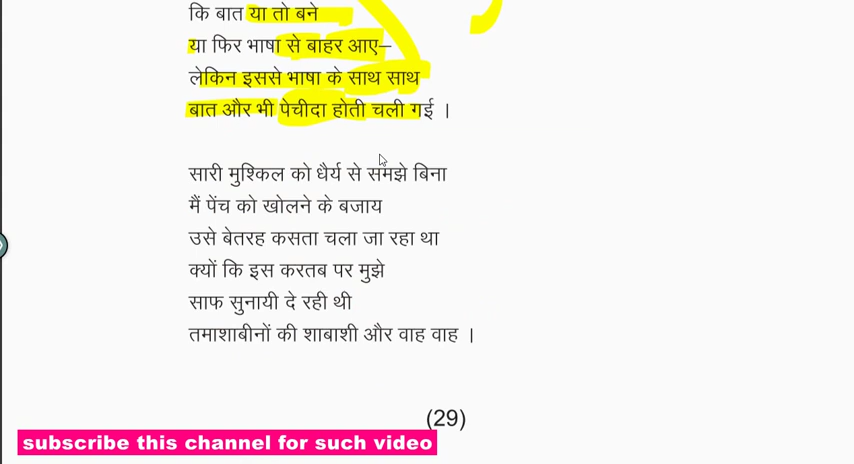 कि बात या तो बने
या फिर भाषा से बाहर आए–
लेकिन इससे भाषा के साथ साथ
बात और भी पेचीदा होती चली गई ।
सारी मुश्किल को धैर्य से समझे बिना
मैं पेंच को खोलने के बजाय
उसे बेतरह कसता चला जा रहा था
क्यों कि इस करतब पर मुझे
साफ सुनायी दे रही थी
तमाशाबीनों की शाबाशी और वाह वाह ।
(29)
subscribe this channel for such video